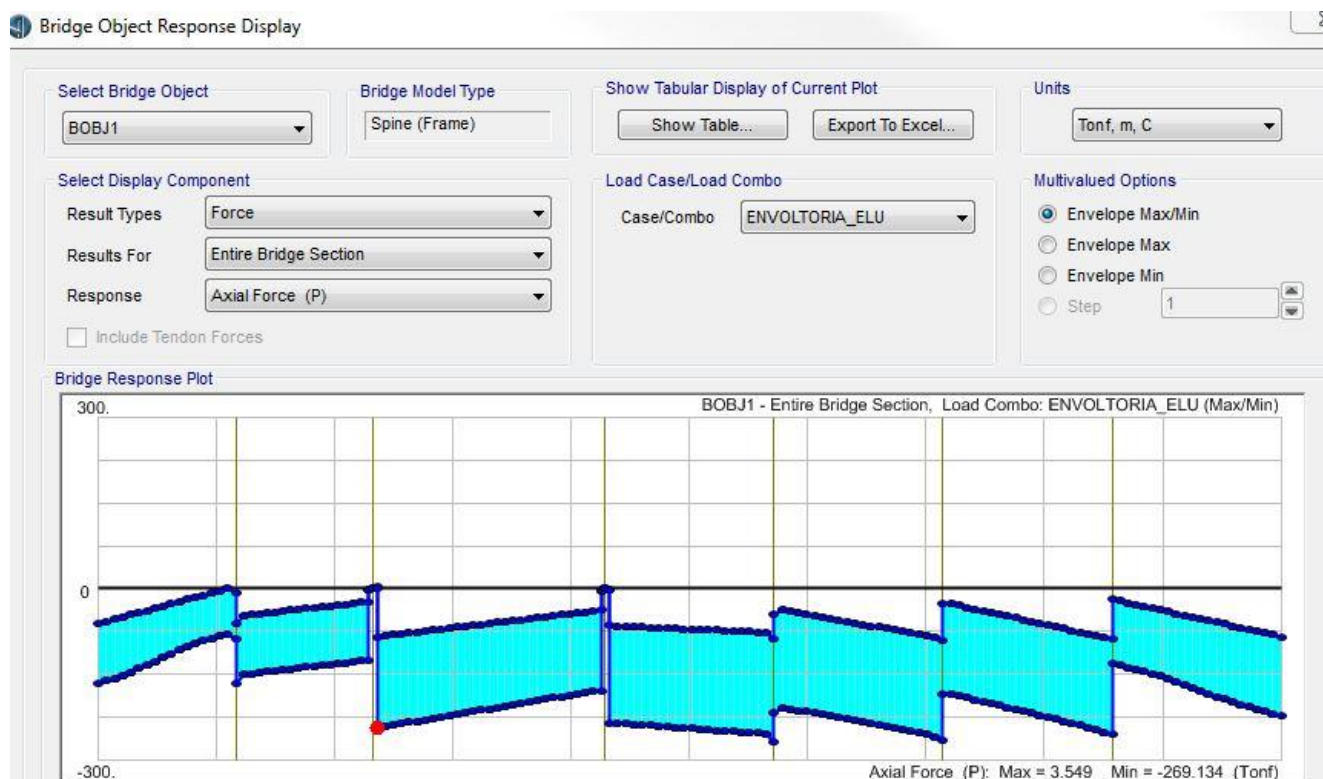 Bridge Object Response Display
Select Bridge Object
BOBJ1
Bridge Model Type
Spine (Frame)
Show Tabular Display of Current Plot
Show Table...
Export To Excel...
Units
Tonf, m, C
Select Display Component
Result Types
Force
Results For
Entire Bridge Section
Response
Axial Force (P)
Include Tendon Forces
Load Case/Load Combo
Case/Combo
ENVOLTORIA_ELU
Multivalued Options
Envelope Max/Min
Envelope Max
Envelope Min
Step
1
Bridge Response Plot
300.
BOBJ1 - Entire Bridge Section, Load Combo: ENVOLTORIA_ELU (Max/Min)
0
-300.
Axial Force (P): Max = 3.549 Min = -269.134 (Tonf)